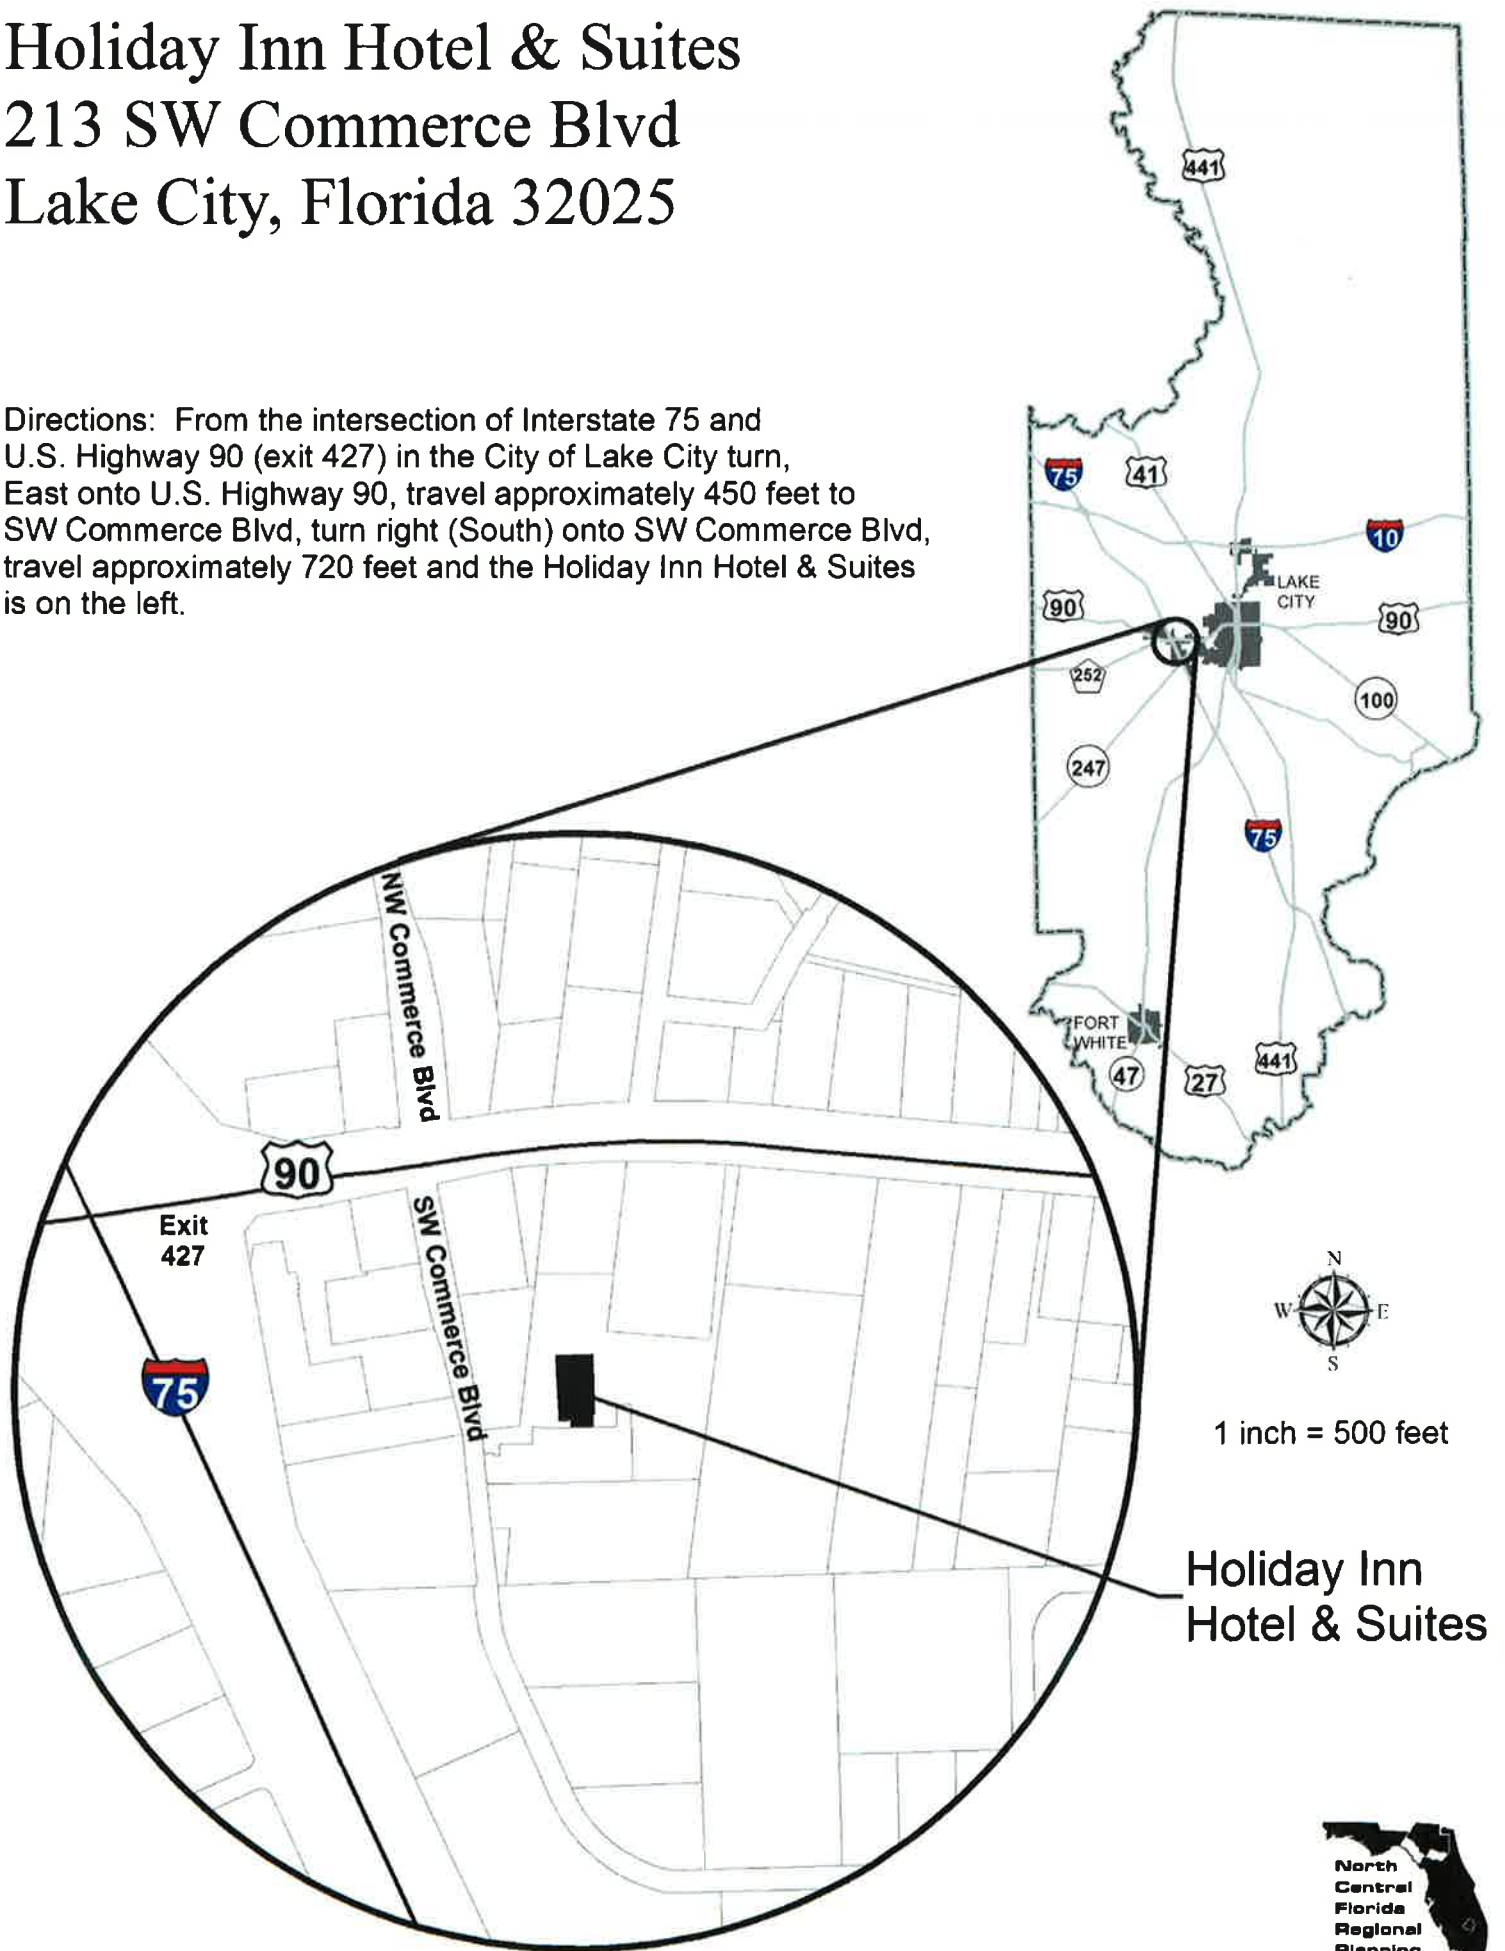 Holiday Inn Hotel & Suites
213 SW Commerce Blvd
Lake City, Florida 32025
Directions: From the intersection of Interstate 75 and
U.S. Highway 90 (exit 427) in the City of Lake City turn,
East onto U.S. Highway 90, travel approximately 450 feet to
SW Commerce Blvd, turn right (South) onto SW Commerce Blvd,
travel approximately 720 feet and the Holiday Inn Hotel & Suites
is on the left.
441
75
41
10
LAKE
CITY
90
90
252
100
247
75
FORT
WHITE
47
27
441
NW Commerce Blvd
90
Exit
427
SW Commerce Blvd
75
N
W
E
S
1 inch = 500 feet
Holiday Inn
Hotel & Suites
North
Central
Florida
Regional
Planning